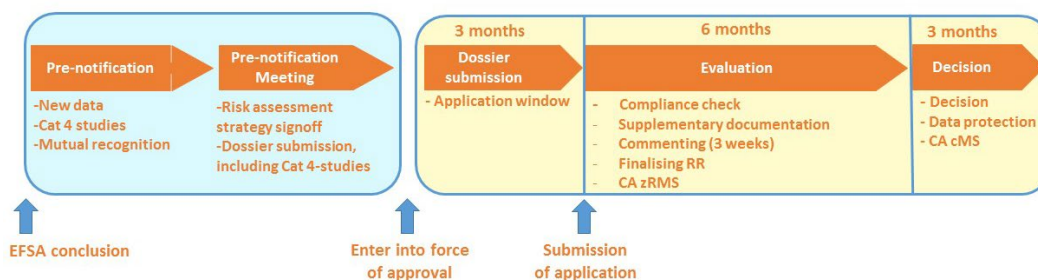 3 months
6 months
3 months
Pre-notification
Pre-notification
Meeting
Dossier
submission
Evaluation
Decision
-New data
-Cat 4 studies
-Mutual recognition
-Risk assessment
strategy signoff
-Dossier submission,
including Cat 4-studies
- Application window
- Compliance check
- Supplementary documentation
- Commenting (3 weeks)
- Finalising RR
- CA zRMS
- Decision
- Data protection
- CA cMS
EFSA conclusion
Enter into force
of approval
Submission
of application